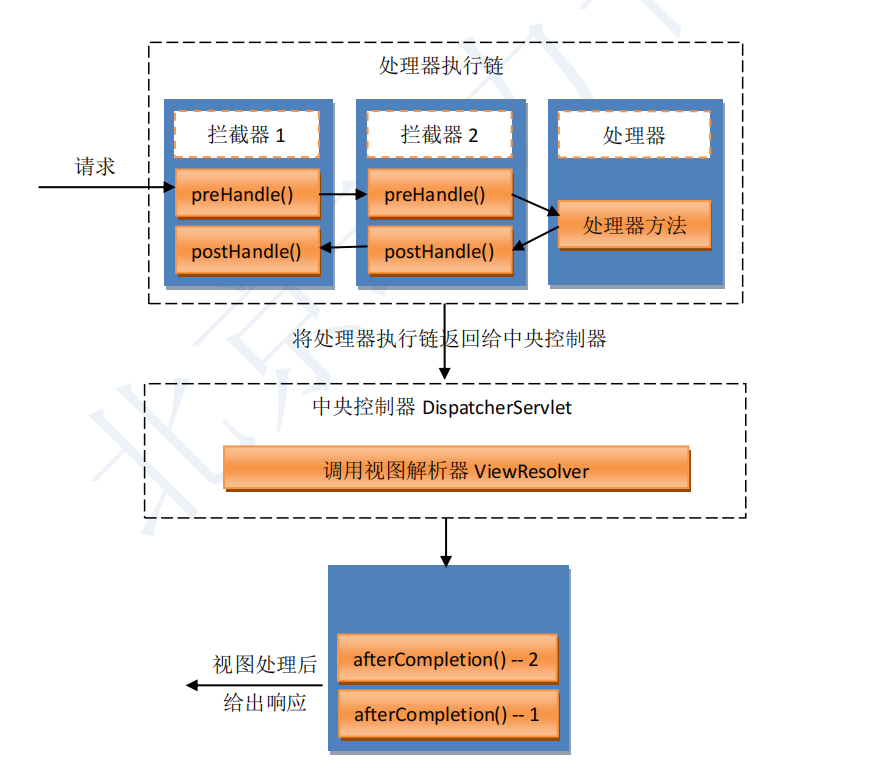 处理器执行链
拦截器 1
拦截器 2
处理器
请求
preHandle()
preHandle()
处理器方法
postHandle()
postHandle()
将处理器执行链返回给中央控制器
中央控制器 DispatcherServlet
调用视图解析器 ViewResolver
afterCompletion() -- 2
视图处理后
给出响应
afterCompletion() -- 1
北京